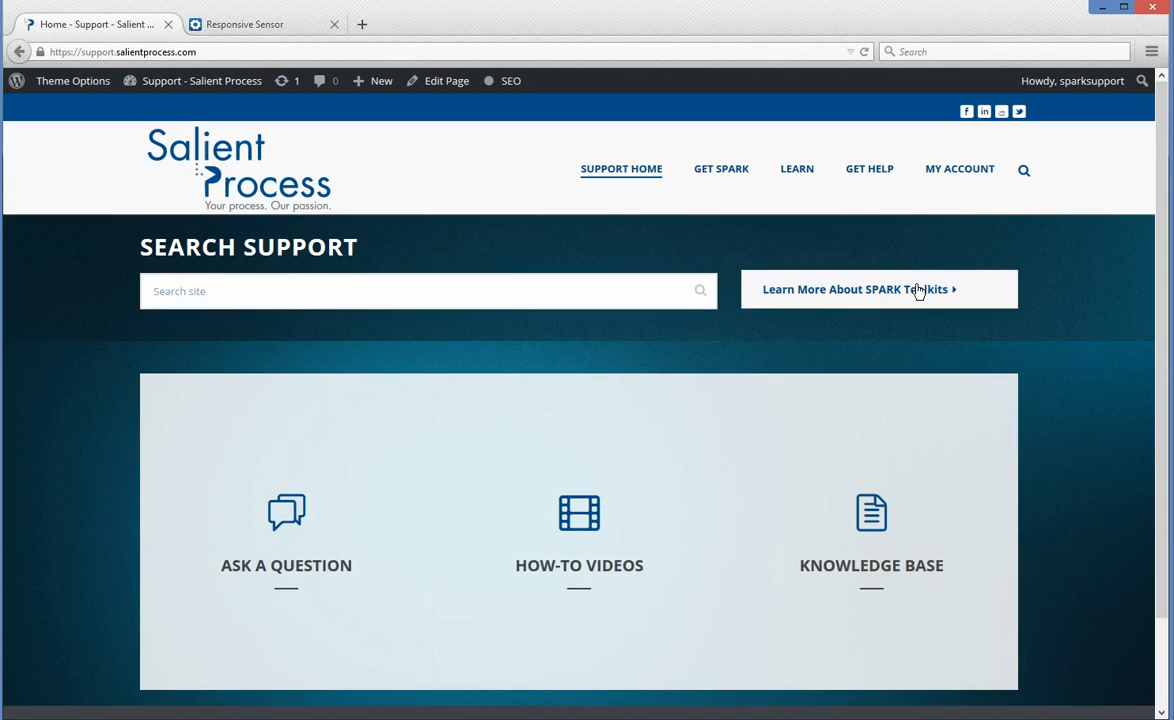 Home - Support - Salient ...
Responsive Sensor
https://support.salientprocess.com
Search
Theme Options
Support - Salient Process
1
0
New
Edit Page
SEO
Howdy, sparksupport
Salient
Process
Your process. Our passion.
SUPPORT HOME
GET SPARK
LEARN
GET HELP
MY ACCOUNT
SEARCH SUPPORT
Search site
Learn More About SPARK Toolkits
ASK A QUESTION
HOW-TO VIDEOS
KNOWLEDGE BASE